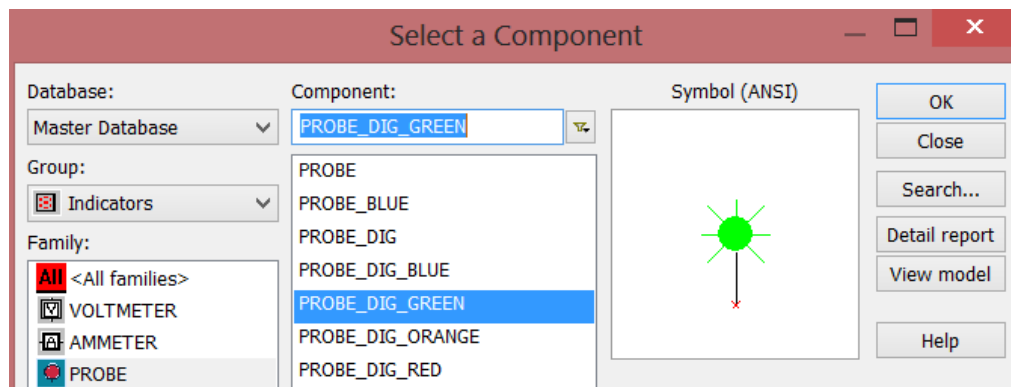 Select a Component
Database:
Master Database
Group:
Indicators
Family:
All <All families>
VOLTMETER
AMMETER
PROBE
Component:
PROBE_DIG_GREEN
PROBE
PROBE_BLUE
PROBE_DIG
PROBE_DIG_BLUE
PROBE_DIG_GREEN
PROBE_DIG_ORANGE
PROBE_DIG_RED
Symbol (ANSI)
OK
Close
Search...
Detail report
View model
Help